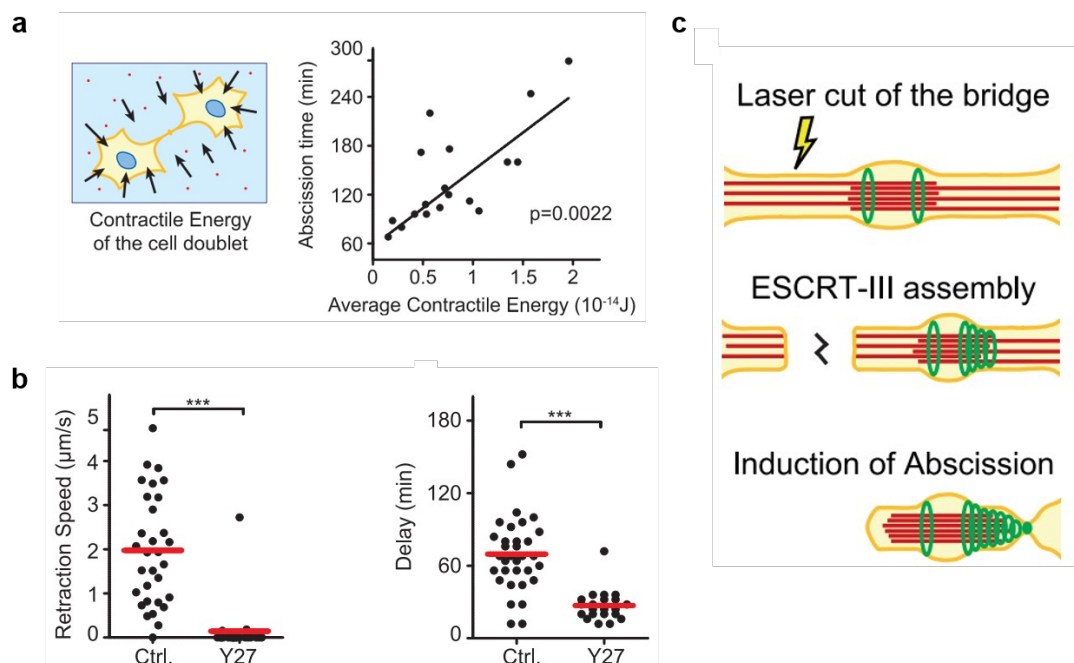 a
Contractile Energy
of the cell doublet
Abscission time (min)
300
240
180
120
60
p=0.0022
0 0.5 1 1.5 2
Average Contractile Energy (10⁻¹⁴J)
b
Retraction Speed (µm/s)
5
4
3
2
1
0
***
Ctrl. Y27
Delay (min)
180
120
60
0
***
Ctrl. Y27
c
Laser cut of the bridge
ESCRT-III assembly
Induction of Abscission